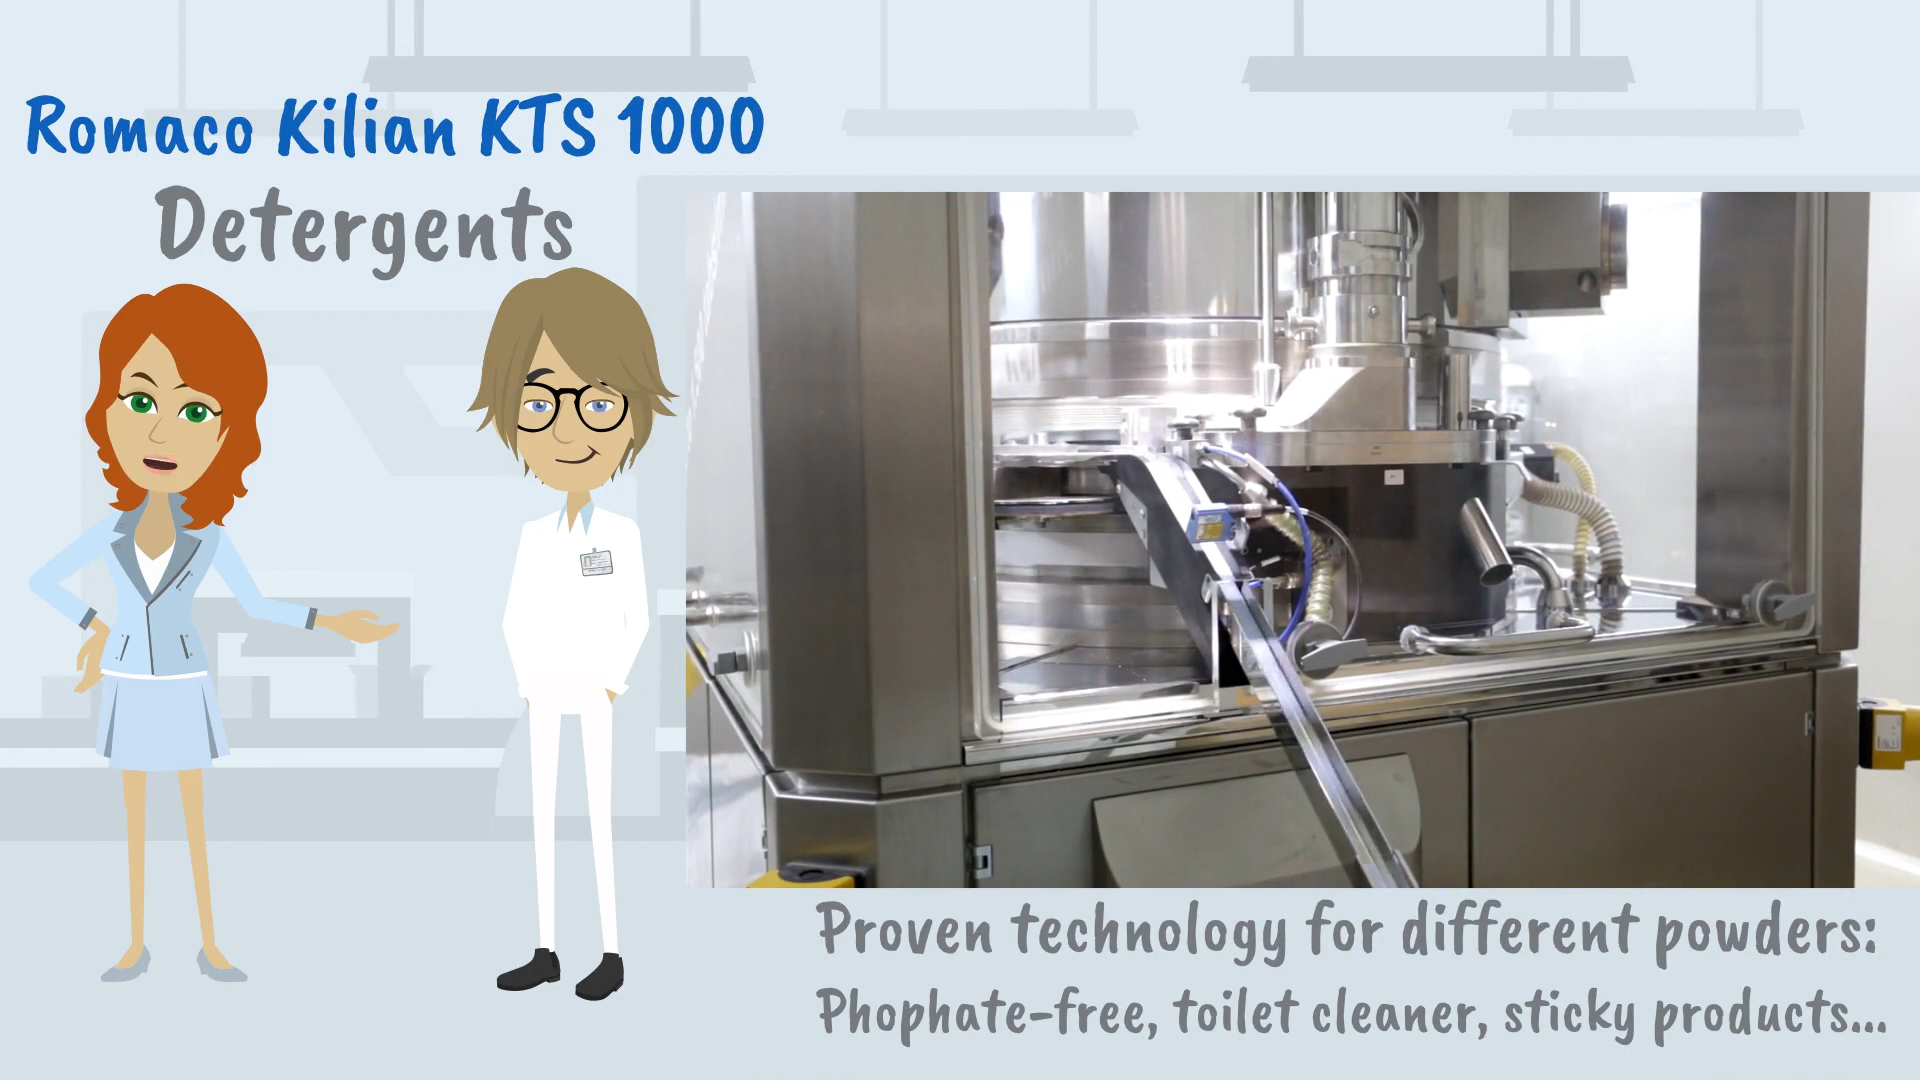 Romaco Kilian KTS 1000
Detergents
Proven technology for different powders:
Phophate-free, toilet cleaner, sticky products...